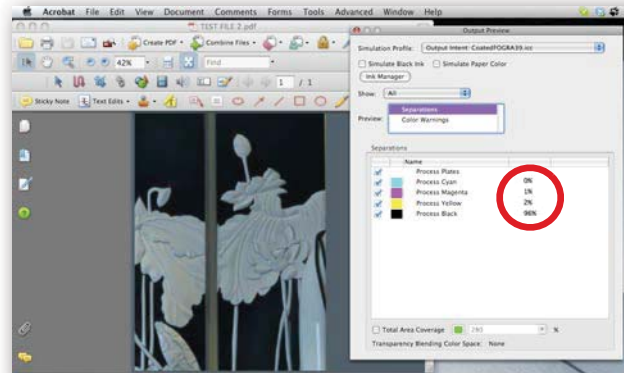 Acrobat File Edit View Document Comments Forms Tools Advanced Window Help
TEST FILE 2.pdf
Create PDF Combine Files
42% Find
1 / 1
Sticky Note Text Edits
Output Preview
Simulation Profile: Output Intent: CoatedFOGRA39.icc
Simulate Black Ink Simulate Paper Color
Ink Manager
Show: All
Preview: Separations
Color Warnings
Separations
Name
Process Plates
Process Cyan 0%
Process Magenta 1%
Process Yellow 2%
Process Black 96%
Total Area Coverage 280 %
Transparency Blending Color Space: None